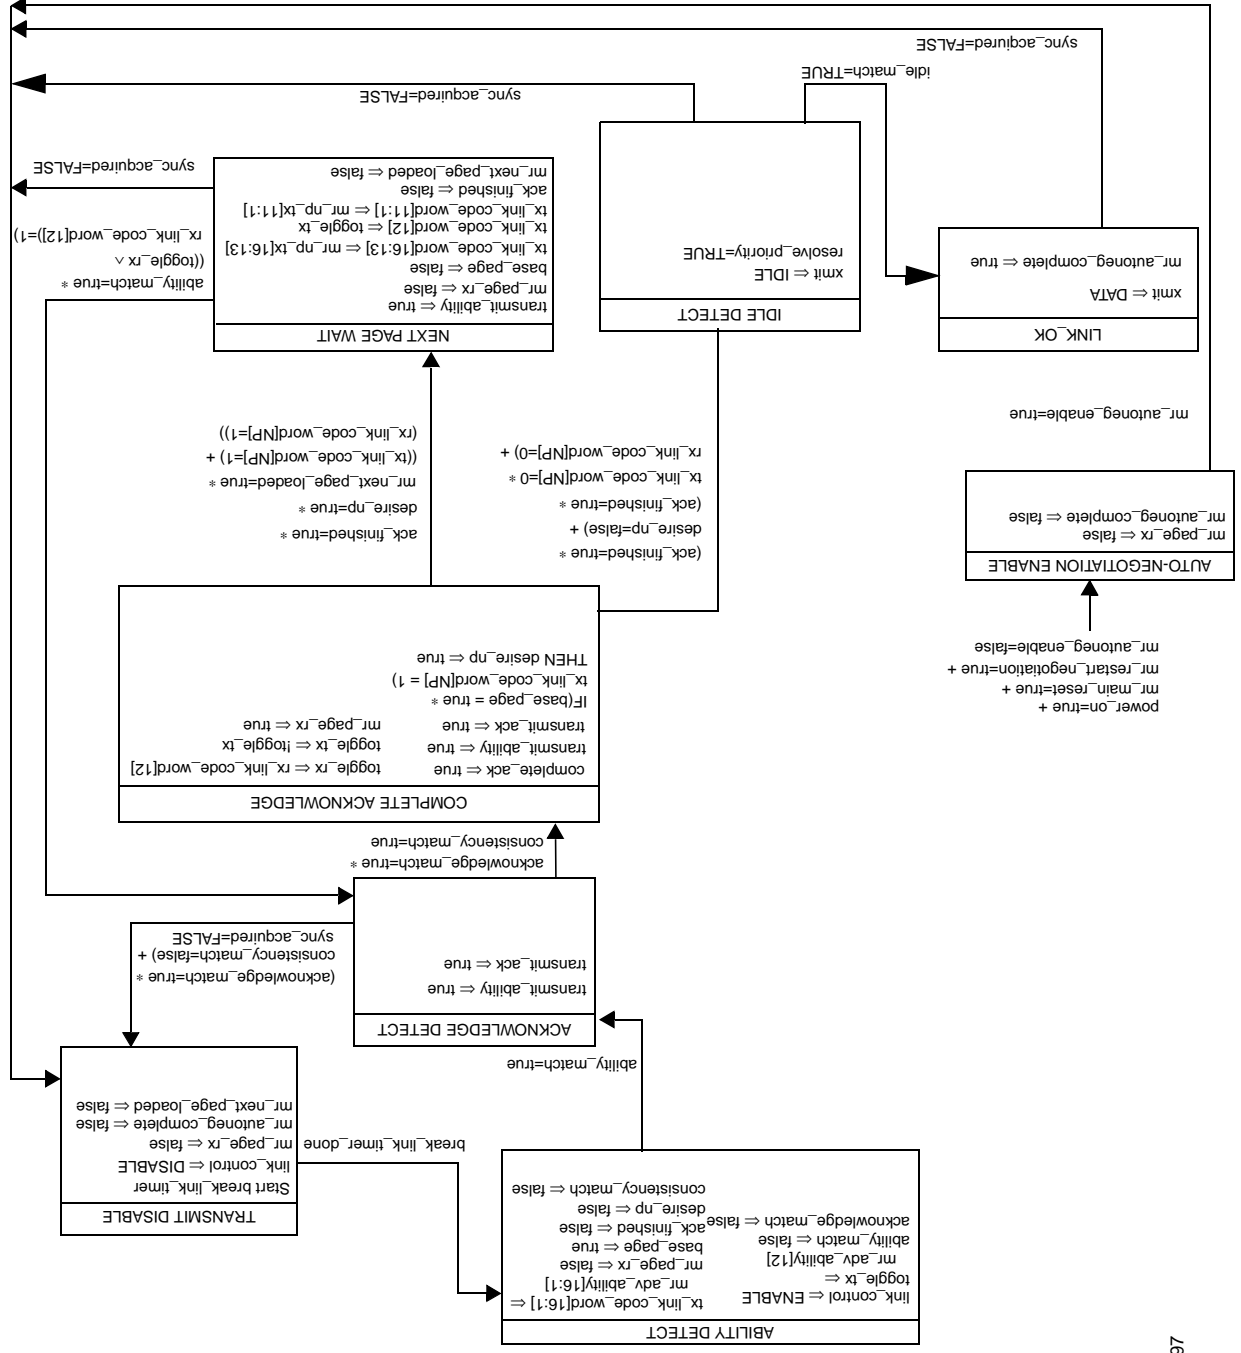 ABILITY DETECT
link_control ⇐ ENABLE
toggle_tx ⇐
mr_adv_ability[12]
ability_match ⇐ false
acknowledge_match ⇐ false
tx_link_code_word[16:1] ⇐
mr_adv_ability[16:1]
mr_page_rx ⇐ false
base_page ⇐ true
ack_finished ⇐ false
desire_np ⇐ false
consistency_match ⇐ false
break_link_timer_done
TRANSMIT DISABLE
Start break_link_timer
link_control ⇐ DISABLE
mr_page_rx ⇐ false
mr_autoneg_complete ⇐ false
mr_next_page_loaded ⇐ false
ability_match=true
ACKNOWLEDGE DETECT
transmit_ability ⇐ true
transmit_ack ⇐ true
(acknowledge_match=true *
consistency_match=false) +
sync_acquired=FALSE
acknowledge_match=true *
consistency_match=true
COMPLETE ACKNOWLEDGE
complete_ack ⇐ true
transmit_ability ⇐ true
transmit_ack ⇐ true
IF(base_page = true *
tx_link_code_word[NP] = 1)
THEN desire_np ⇐ true
toggle_rx ⇐ rx_link_code_word[12]
toggle_tx ⇐ !toggle_tx
mr_page_rx ⇐ true
power_on=true +
mr_main_reset=true +
mr_restart_negotiation=true +
mr_autoneg_enable=false
AUTO-NEGOTIATION ENABLE
mr_page_rx ⇐ false
mr_autoneg_complete ⇐ false
mr_autoneg_enable=true
(ack_finished=true *
desire_np=false) +
(ack_finished=true *
tx_link_code_word[NP]=0 *
rx_link_code_word[NP]=0) +
ack_finished=true *
desire_np=true *
mr_next_page_loaded=true *
((tx_link_code_word[NP]=1) +
(rx_link_code_word[NP]=1))
LINK_OK
xmit ⇐ DATA
mr_autoneg_complete ⇐ true
IDLE DETECT
xmit ⇐ IDLE
resolve_priority=TRUE
NEXT PAGE WAIT
transmit_ability ⇐ true
mr_page_rx ⇐ false
base_page ⇐ false
tx_link_code_word[16:13] ⇐ mr_np_tx[16:13]
tx_link_code_word[12] ⇐ toggle_tx
tx_link_code_word[11:1] ⇐ mr_np_tx[11:1]
ack_finished ⇐ false
mr_next_page_loaded ⇐ false
ability_match=true *
((toggle_rx ^
rx_link_code_word[12])=1)
sync_acquired=FALSE
sync_acquired=FALSE
idle_match=TRUE
sync_acqiured=FALSE
97